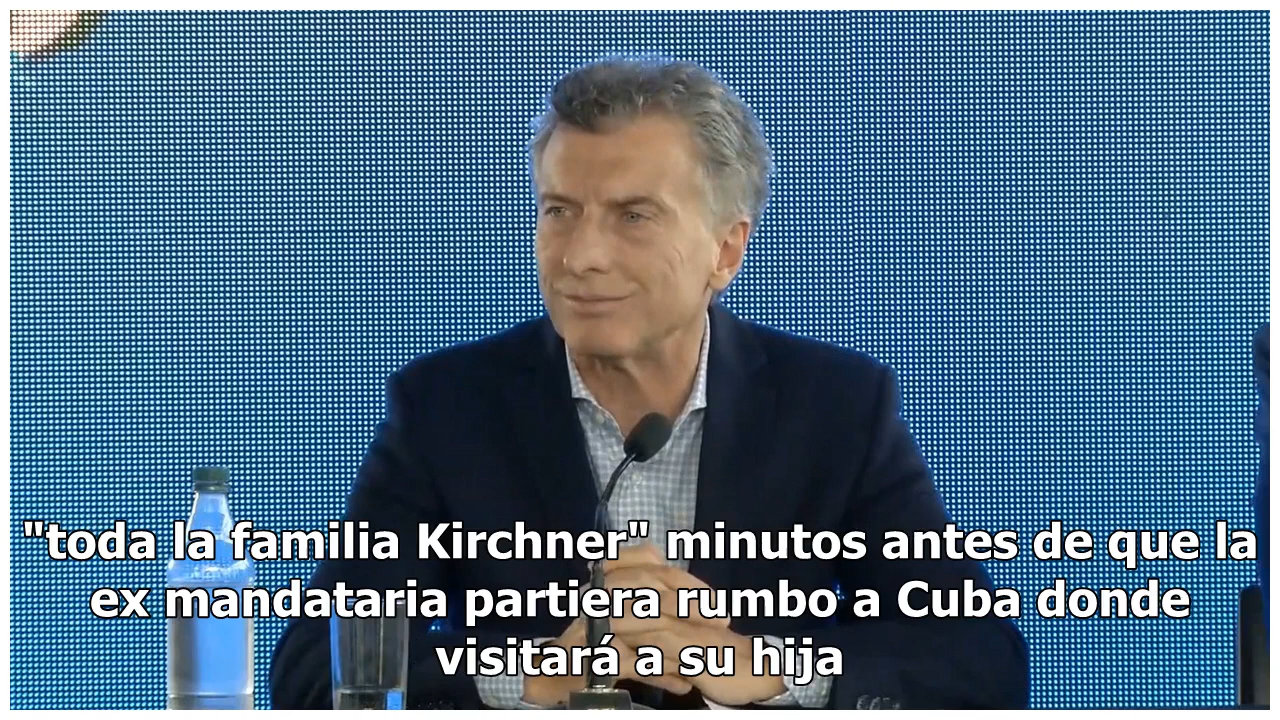 "toda la familia Kirchner" minutos antes de que la
ex mandataria partiera rumbo a Cuba donde
visitará a su hija